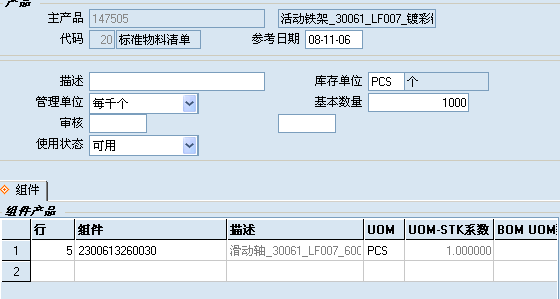 产品
主产品 147505 活动铁架_30061_LF007_镀彩
代码 20 标准物料清单 参考日期 08-11-06
描述 库存单位 PCS 个
管理单位 每千个 基本数量 1000
审核
使用状态 可用
组件
组件产品
行 组件 描述 UOM UOM-STK系数 BOM UOM
1 5 2300613260030 滑动轴_30061_LF007_600 PCS 1.000000
2